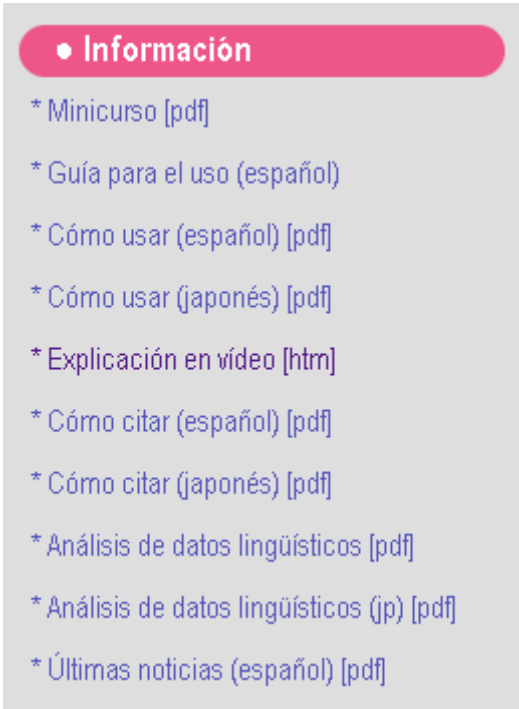 ● Información
* Minicurso [pdf]
* Guía para el uso (español)
* Cómo usar (español) [pdf]
* Cómo usar (japonés) [pdf]
* Explicación en vídeo [htm]
* Cómo citar (español) [pdf]
* Cómo citar (japonés) [pdf]
* Análisis de datos lingüísticos [pdf]
* Análisis de datos lingüísticos (jp) [pdf]
* Últimas noticias (español) [pdf]